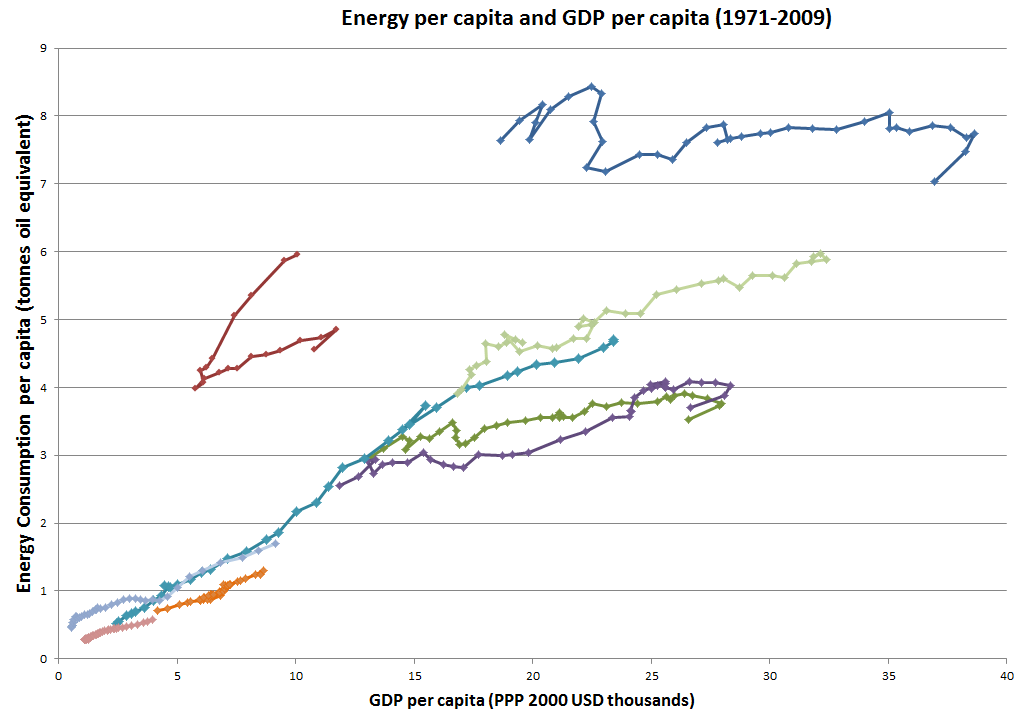 Energy per capita and GDP per capita (1971-2009)
Energy Consumption per capita (tonnes oil equivalent)
9
8
7
6
5
4
3
2
1
0
0 5 10 15 20 25 30 35 40
GDP per capita (PPP 2000 USD thousands)